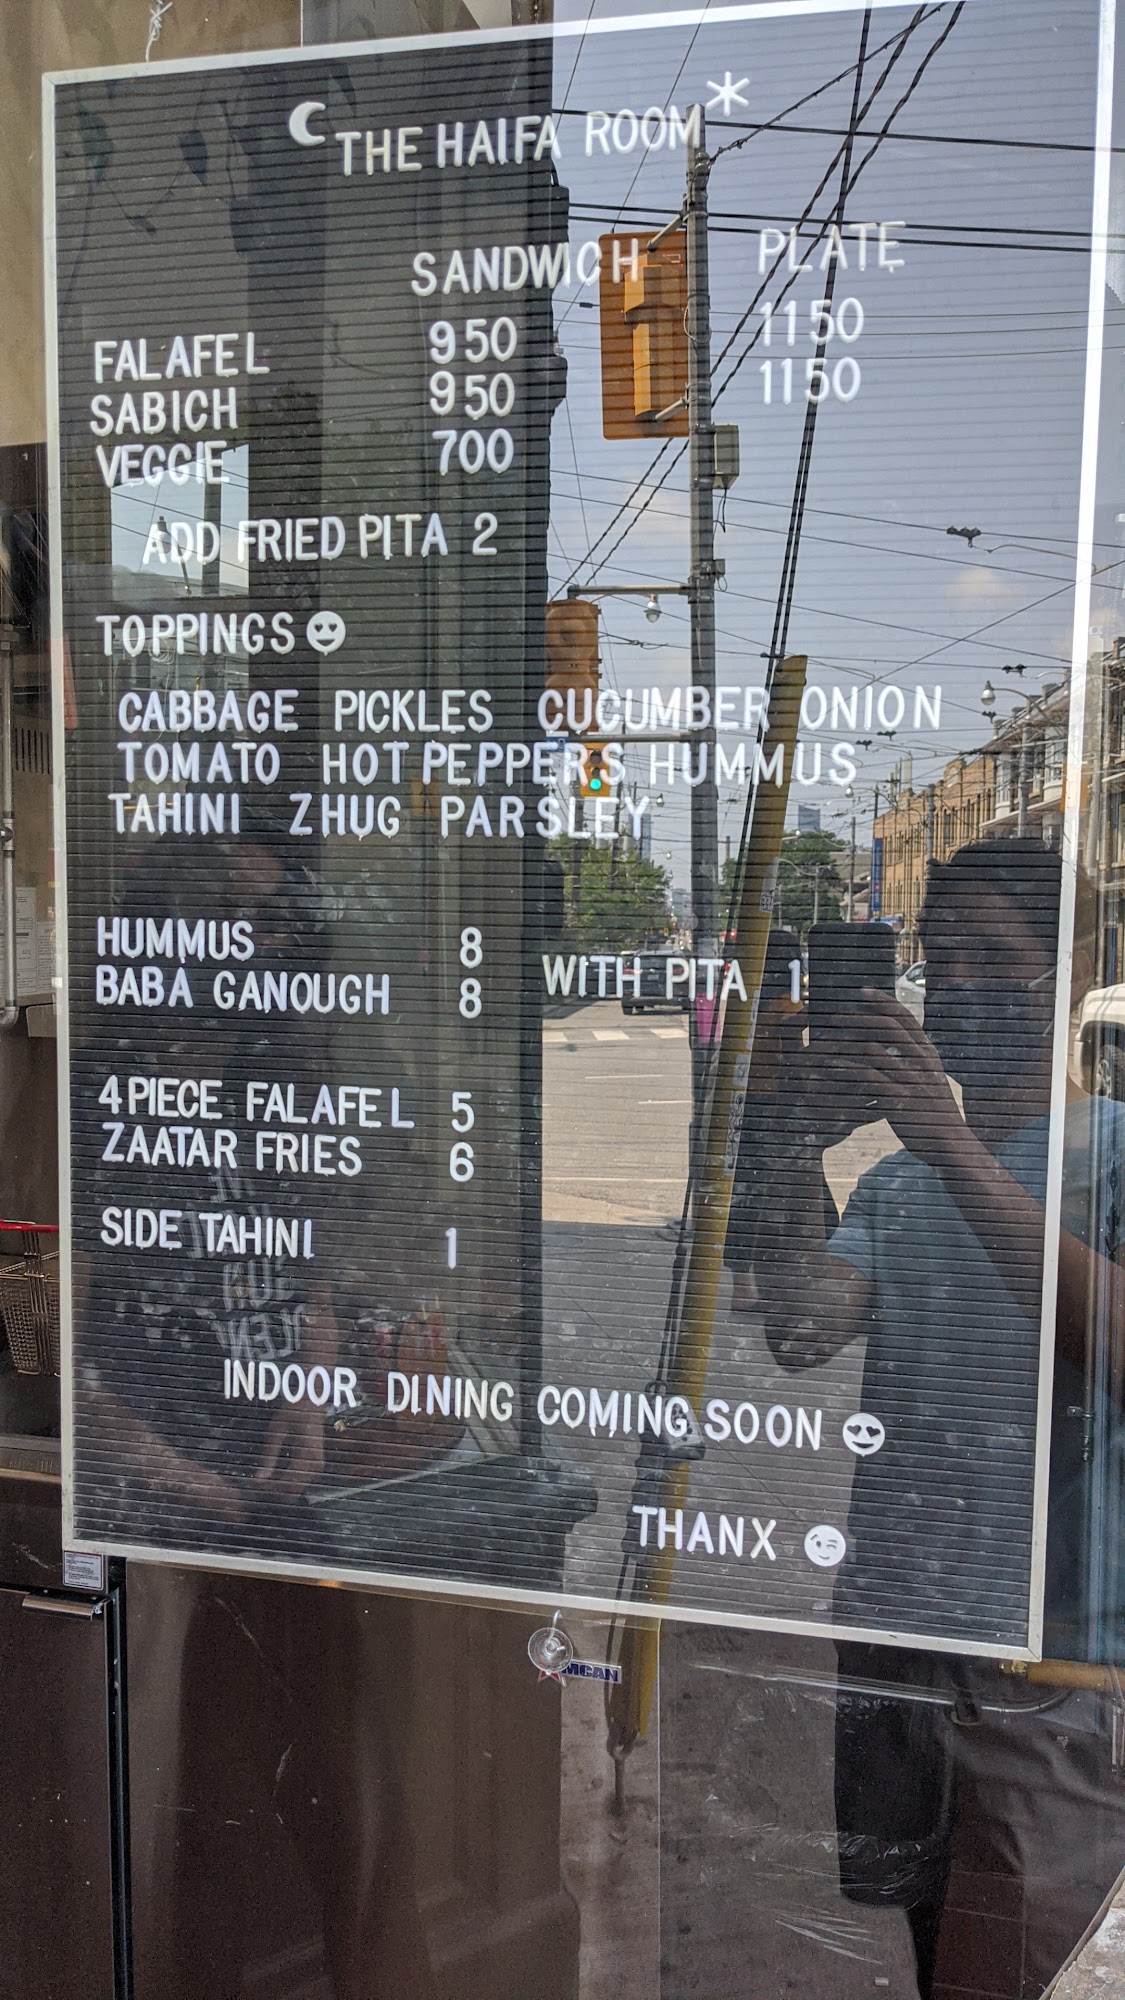 THE HAIFA ROOM*
SANDWICH PLATE
FALAFEL 950 1150
SABICH 950 1150
VEGGIE 700
ADD FRIED PITA 2
TOPPINGS 😍
CABBAGE PICKLES CUCUMBER ONION
TOMATO HOT PEPPERS HUMMUS
TAHINI ZHUG PARSLEY
HUMMUS 8
BABA GANOUGH 8 WITH PITA 1
4 PIECE FALAFEL 5
ZAATAR FRIES 6
SIDE TAHINI 1
INDOOR DINING COMING SOON 😍
THANX 😉
MCAN